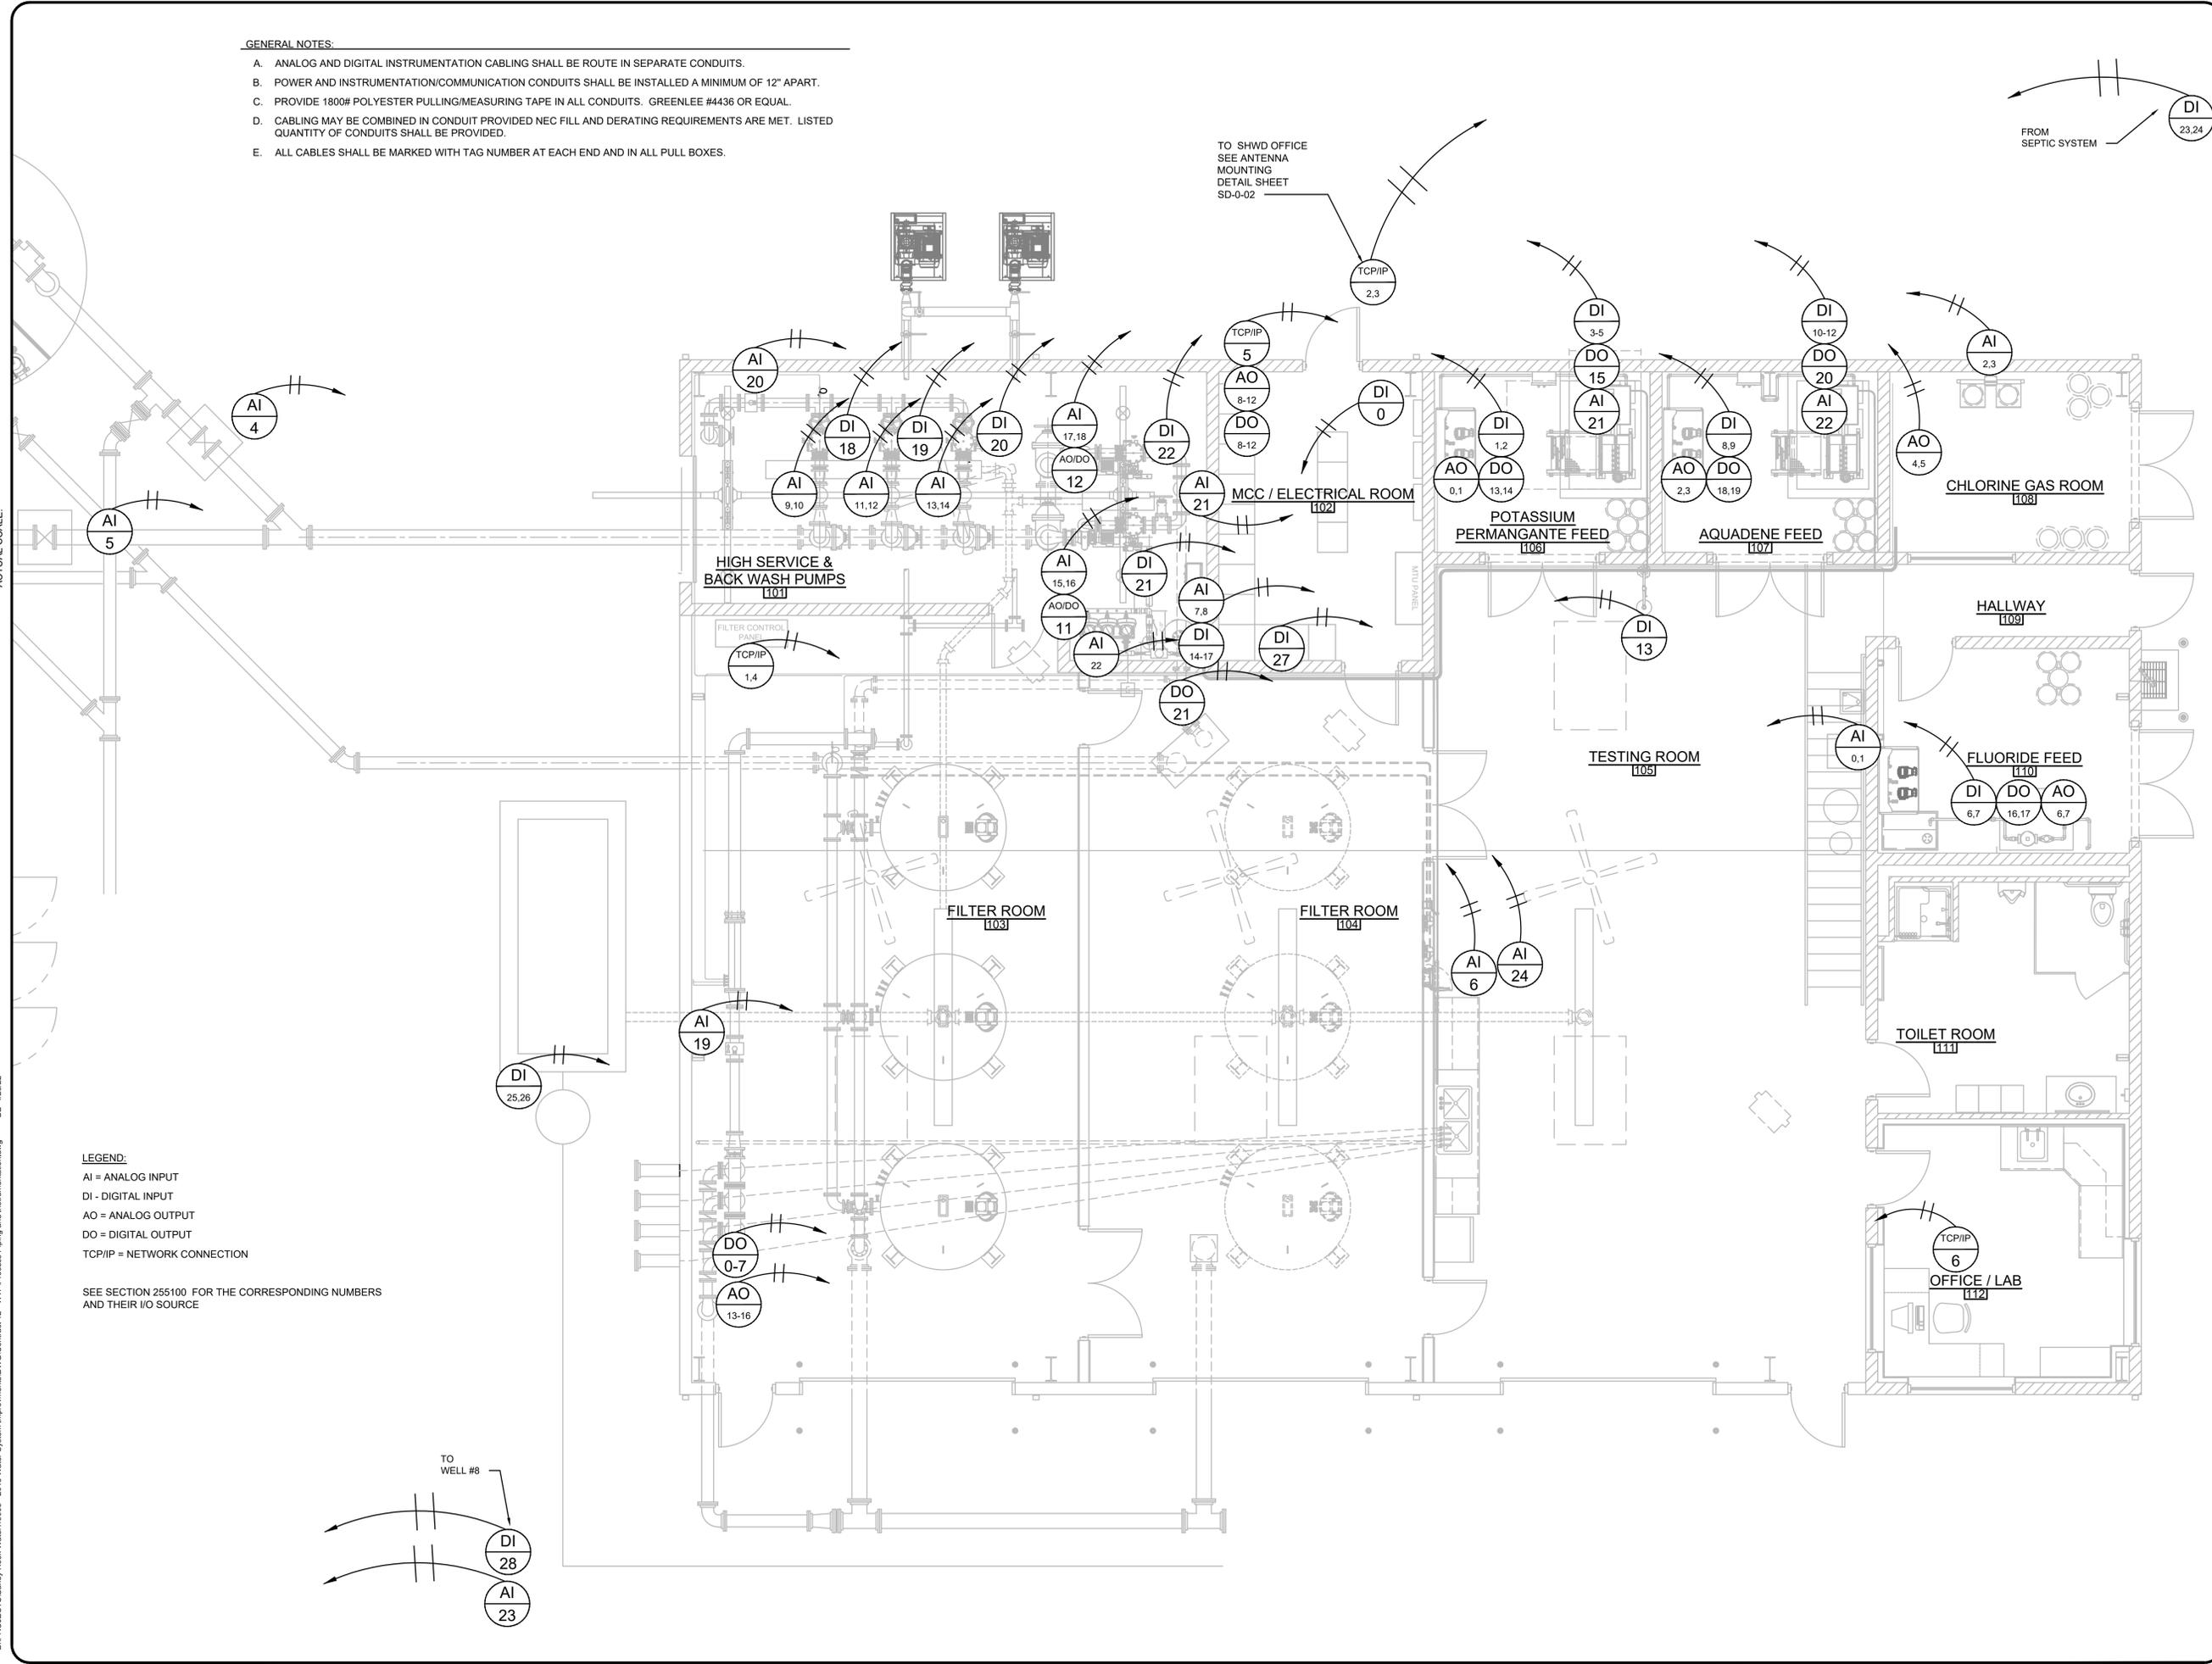 GENERAL NOTES:
A. ANALOG AND DIGITAL INSTRUMENTATION CABLING SHALL BE ROUTE IN SEPARATE CONDUITS.
B. POWER AND INSTRUMENTATION/COMMUNICATION CONDUITS SHALL BE INSTALLED A MINIMUM OF 12" APART.
C. PROVIDE 1800# POLYESTER PULLING/MEASURING TAPE IN ALL CONDUITS. GREENLEE #4436 OR EQUAL.
D. CABLING MAY BE COMBINED IN CONDUIT PROVIDED NEC FILL AND DERATING REQUIREMENTS ARE MET. LISTED
QUANTITY OF CONDUITS SHALL BE PROVIDED.
E. ALL CABLES SHALL BE MARKED WITH TAG NUMBER AT EACH END AND IN ALL PULL BOXES.
DI
23,24
FROM
SEPTIC SYSTEM
TO SHWD OFFICE
SEE ANTENNA
MOUNTING
DETAIL SHEET
SD-0-02
TCP/IP
2,3
AI
4
AI
5
AI
20
DI
18
DI
19
DI
20
AI
9,10
AI
11,12
AI
13,14
AI
17,18
AO/DO
12
DI
22
TCP/IP
5
AO
8-12
DO
8-12
DI
0
AI
21
MCC / ELECTRICAL ROOM
102
DI
3-5
DO
15
AI
21
DI
1,2
AO
0,1
DO
13,14
POTASSIUM
PERMANGANTE FEED
106
DI
10-12
DO
20
AI
22
DI
8,9
AO
2,3
DO
18,19
AQUADENE FEED
107
AI
2,3
AO
4,5
CHLORINE GAS ROOM
108
HIGH SERVICE &
BACK WASH PUMPS
101
AI
15,16
AO/DO
11
DI
21
AI
7,8
DI
14-17
AI
22
DI
27
DO
21
MTU PANEL
FILTER CONTROL
PANEL
TCP/IP
1,4
DI
13
HALLWAY
109
TESTING ROOM
105
AI
0,1
FLUORIDE FEED
110
DI
6,7
DO
16,17
AO
6,7
FILTER ROOM
103
FILTER ROOM
104
AI
6
AI
24
AI
19
DI
25,26
TOILET ROOM
111
LEGEND:
AI = ANALOG INPUT
DI - DIGITAL INPUT
AO = ANALOG OUTPUT
DO = DIGITAL OUTPUT
TCP/IP = NETWORK CONNECTION
SEE SECTION 255100 FOR THE CORRESPONDING NUMBERS
AND THEIR I/O SOURCE
DO
0-7
AO
13-16
TCP/IP
6
OFFICE / LAB
112
TO
WELL #8
DI
28
AI
23